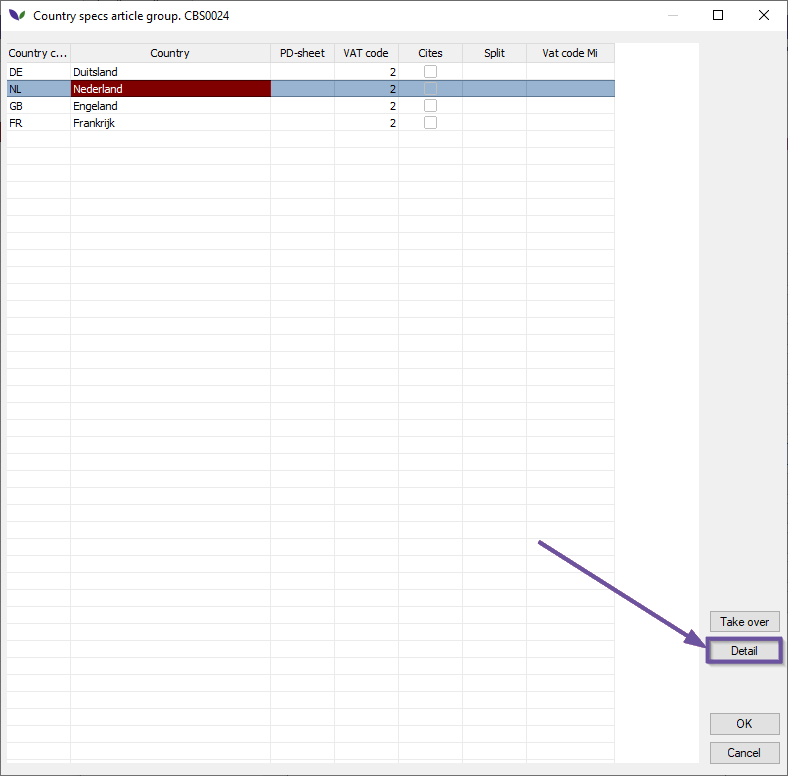 Country specs article group. CBS0024
Country c... Country PD-sheet VAT code Cites Split Vat code Mi
DE Duitsland 2
NL Nederland 2
GB Engeland 2
FR Frankrijk 2
Take over
Detail
OK
Cancel